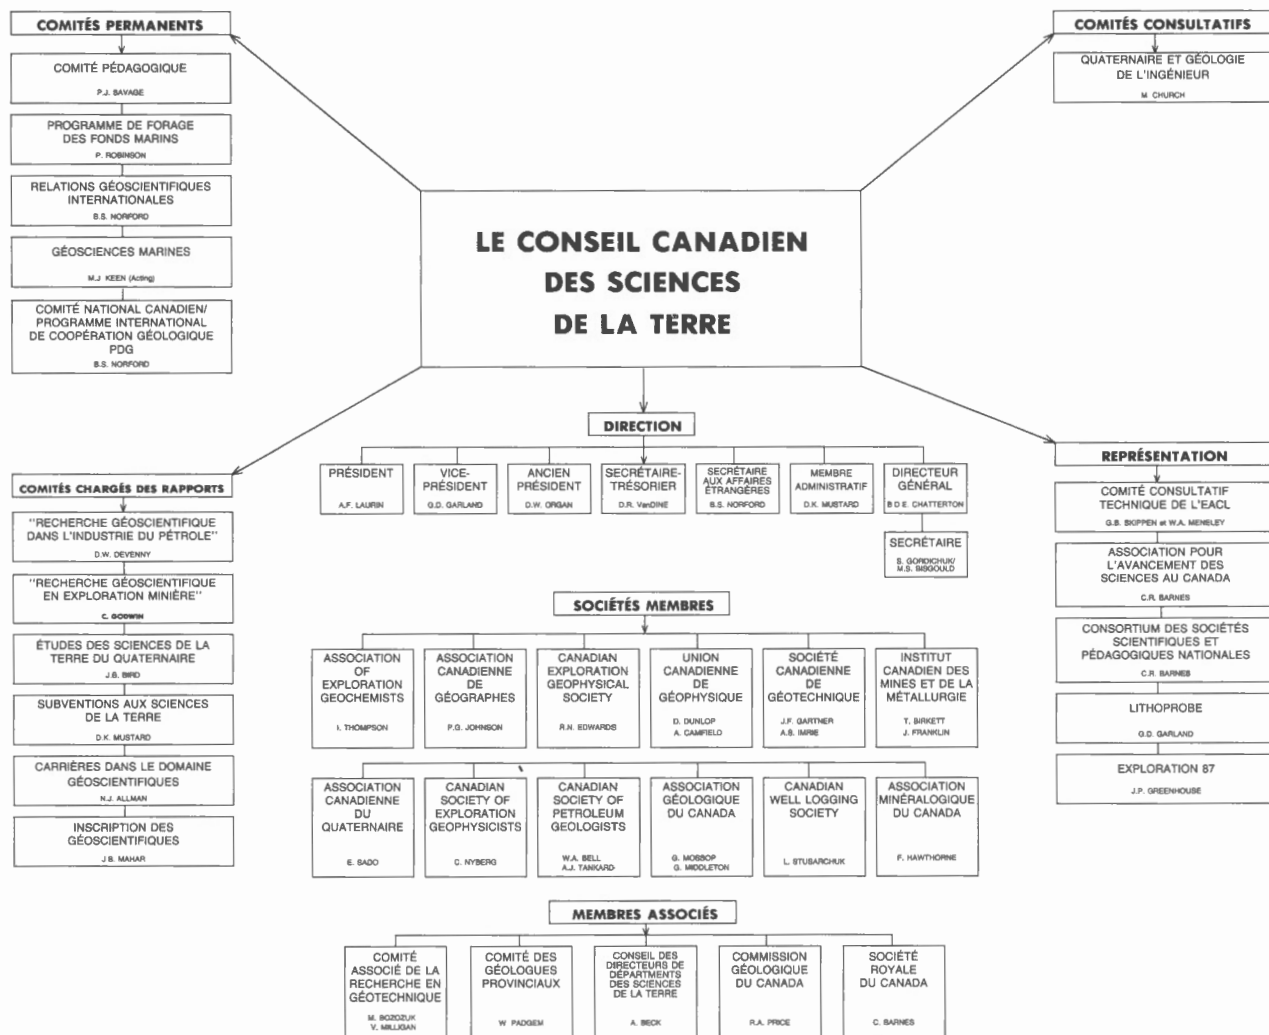 COMITÉS PERMANENTS
COMITÉ PÉDAGOGIQUE
P.J. SAVAGE
PROGRAMME DE FORAGE
DES FONDS MARINS
P. ROBINSON
RELATIONS GÉOSCIENTIFIQUES
INTERNATIONALES
B.S. NORFORD
GÉOSCIENCES MARINES
M.J KEEN (Acting)
COMITÉ NATIONAL CANADIEN/
PROGRAMME INTERNATIONAL
DE COOPÉRATION GÉOLOGIQUE
PDG
B.S. NORFORD
COMITÉS CONSULTATIFS
QUATERNAIRE ET GÉOLOGIE
DE L'INGÉNIEUR
M. CHURCH
LE CONSEIL CANADIEN
DES SCIENCES
DE LA TERRE
DIRECTION
PRÉSIDENT
A.F. LAURIN
VICE-
PRÉSIDENT
G.D. GARLAND
ANCIEN
PRÉSIDENT
D.W. ORGAN
SECRÉTAIRE-
TRÉSORIER
D.R. VanDINE
SECRÉTAIRE
AUX AFFAIRES
ÉTRANGÈRES
B.S. NORFORD
MEMBRE
ADMINISTRATIF
D.K. MUSTARD
DIRECTEUR
GÉNÉRAL
B D E. CHATTERTON
SECRÉTAIRE
S. GORDICHUK/
M.S. SISGOULD
COMITÉS CHARGÉS DES RAPPORTS
"RECHERCHE GÉOSCIENTIFIQUE
DANS L'INDUSTRIE DU PÉTROLE"
D.W. DEVENNY
"RECHERCHE GÉOSCIENTIFIQUE
EN EXPLORATION MINIÈRE"
C. GODWIN
ÉTUDES DES SCIENCES DE LA
TERRE DU QUATERNAIRE
J.B. BIRD
SUBVENTIONS AUX SCIENCES
DE LA TERRE
D.K. MUSTARD
CARRIÈRES DANS LE DOMAINE
GÉOSCIENTIFIQUES
N.J. ALLMAN
INSCRIPTION DES
GÉOSCIENTIFIQUES
J B. MAHAR
REPRÉSENTATION
COMITÉ CONSULTATIF
TECHNIQUE DE L'EACL
G.B. SKIPPEN et W.A. MENELEY
ASSOCIATION POUR
L'AVANCEMENT DES
SCIENCES AU CANADA
C.R. BARNES
CONSORTIUM DES SOCIÉTÉS
SCIENTIFIQUES ET
PÉDAGOGIQUES NATIONALES
C.R. BARNES
LITHOPROBE
G.D. GARLAND
EXPLORATION 87
J.P. GREENHOUSE
SOCIÉTÉS MEMBRES
ASSOCIATION
OF
EXPLORATION
GEOCHEMISTS
I. THOMPSON
ASSOCIATION
CANADIENNE
DE
GÉOGRAPHES
P.G. JOHNSON
CANADIAN
EXPLORATION
GEOPHYSICAL
SOCIETY
R.N. EDWARDS
UNION
CANADIENNE
DE
GÉOPHYSIQUE
D. DUNLOP
A. CAMFIELD
SOCIÉTÉ
CANADIENNE
DE
GÉOTECHNIQUE
J.F. GARTNER
A.S. IMRIE
INSTITUT
CANADIEN DES
MINES ET DE LA
MÉTALLURGIE
T. BIRKETT
J. FRANKLIN
ASSOCIATION
CANADIENNE
DU
QUATERNAIRE
E. SADO
CANADIAN
SOCIETY OF
EXPLORATION
GEOPHYSICISTS
C. NYBERG
CANADIAN
SOCIETY OF
PETROLEUM
GEOLOGISTS
W.A. BELL
A.J. TANKARD
ASSOCIATION
GÉOLOGIQUE
DU CANADA
G. MOSSOP
G. MIDDLETON
CANADIAN
WELL LOGGING
SOCIETY
L. STUSARCHUK
ASSOCIATION
MINÉRALOGIQUE
DU CANADA
F. HAWTHORNE
MEMBRES ASSOCIÉS
COMITÉ
ASSOCIÉ DE LA
RECHERCHE EN
GÉOTECHNIQUE
M. BOZOZUK
V. MILLIGAN
COMITÉ DES
GÉOLOGUES
PROVINCIAUX
W PADGEM
CONSEIL DES
DIRECTEURS DE
DÉPARTMENTS
DES SCIENCES
DE LA TERRE
A. BECK
COMMISSION
GÉOLOGIQUE
DU CANADA
R.A. PRICE
SOCIÉTÉ
ROYALE
DU CANADA
C. BARNES